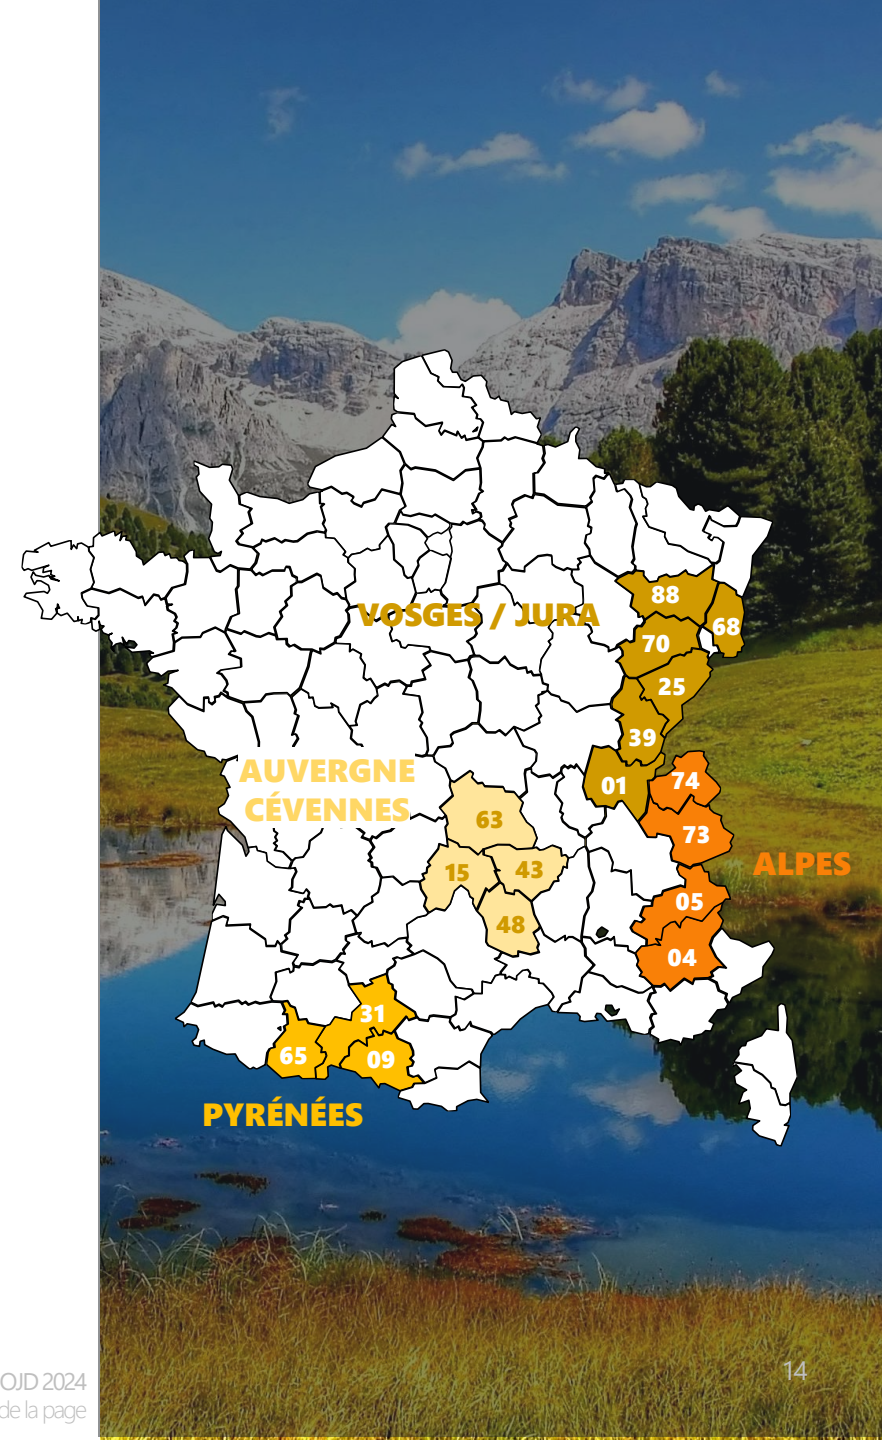 VOSGES / JURA
88
68
70
25
39
01
AUVERGNE
CÉVENNES
74
63
73
ALPES
15
43
05
48
04
31
65
09
PYRÉNÉES
14
OJD 2024
de la page